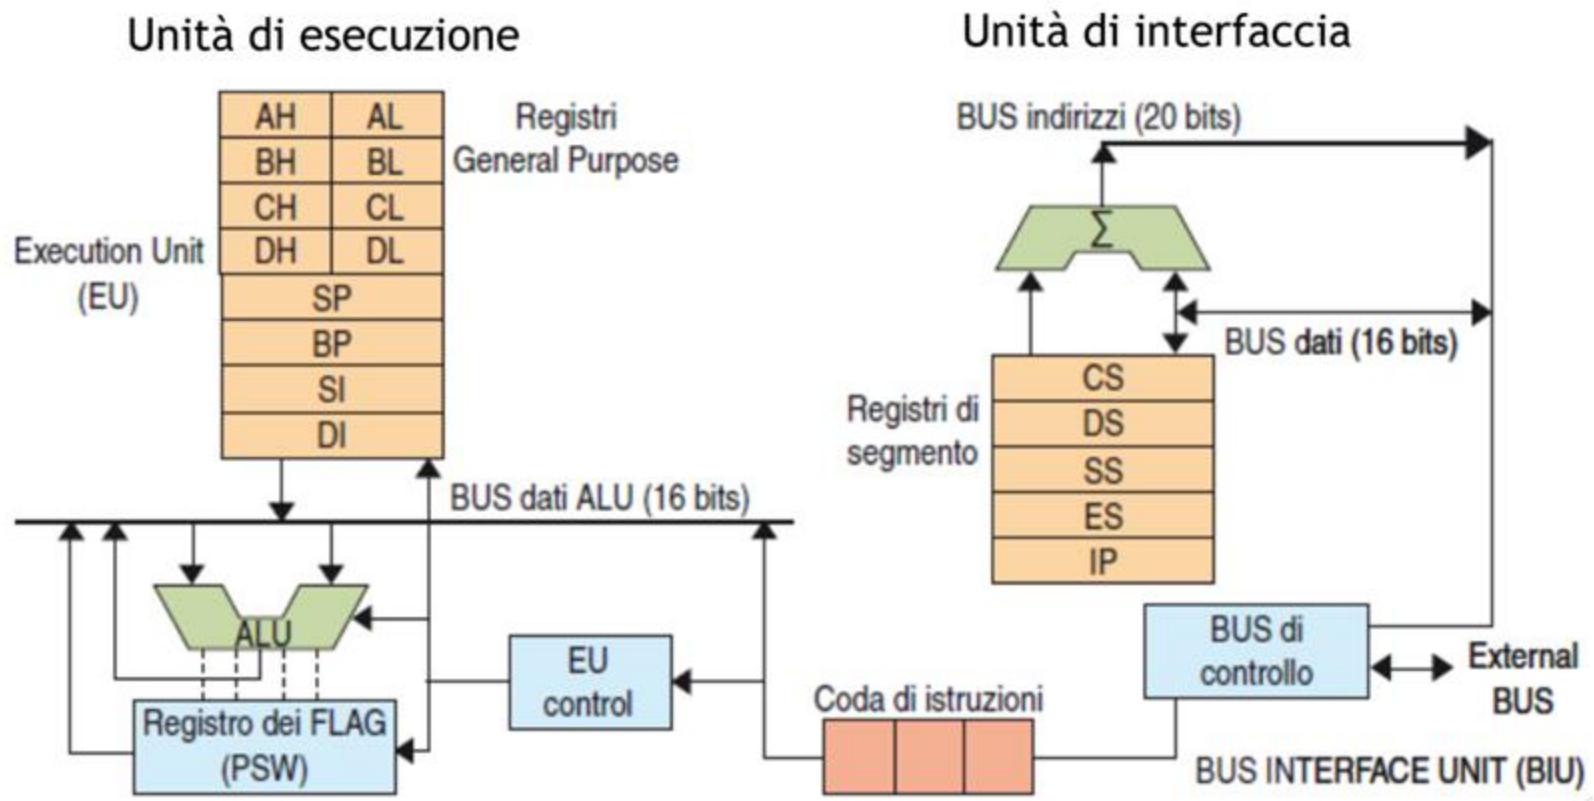 Unità di esecuzione
Unità di interfaccia
AH AL
BH BL
CH CL
DH DL
SP
BP
SI
DI
Registri
General Purpose
Execution Unit
(EU)
BUS dati ALU (16 bits)
ALU
Registro dei FLAG
(PSW)
EU
control
Coda di istruzioni
BUS indirizzi (20 bits)
Σ
BUS dati (16 bits)
Registri di
segmento
CS
DS
SS
ES
IP
BUS di
controllo
External
BUS
BUS INTERFACE UNIT (BIU)